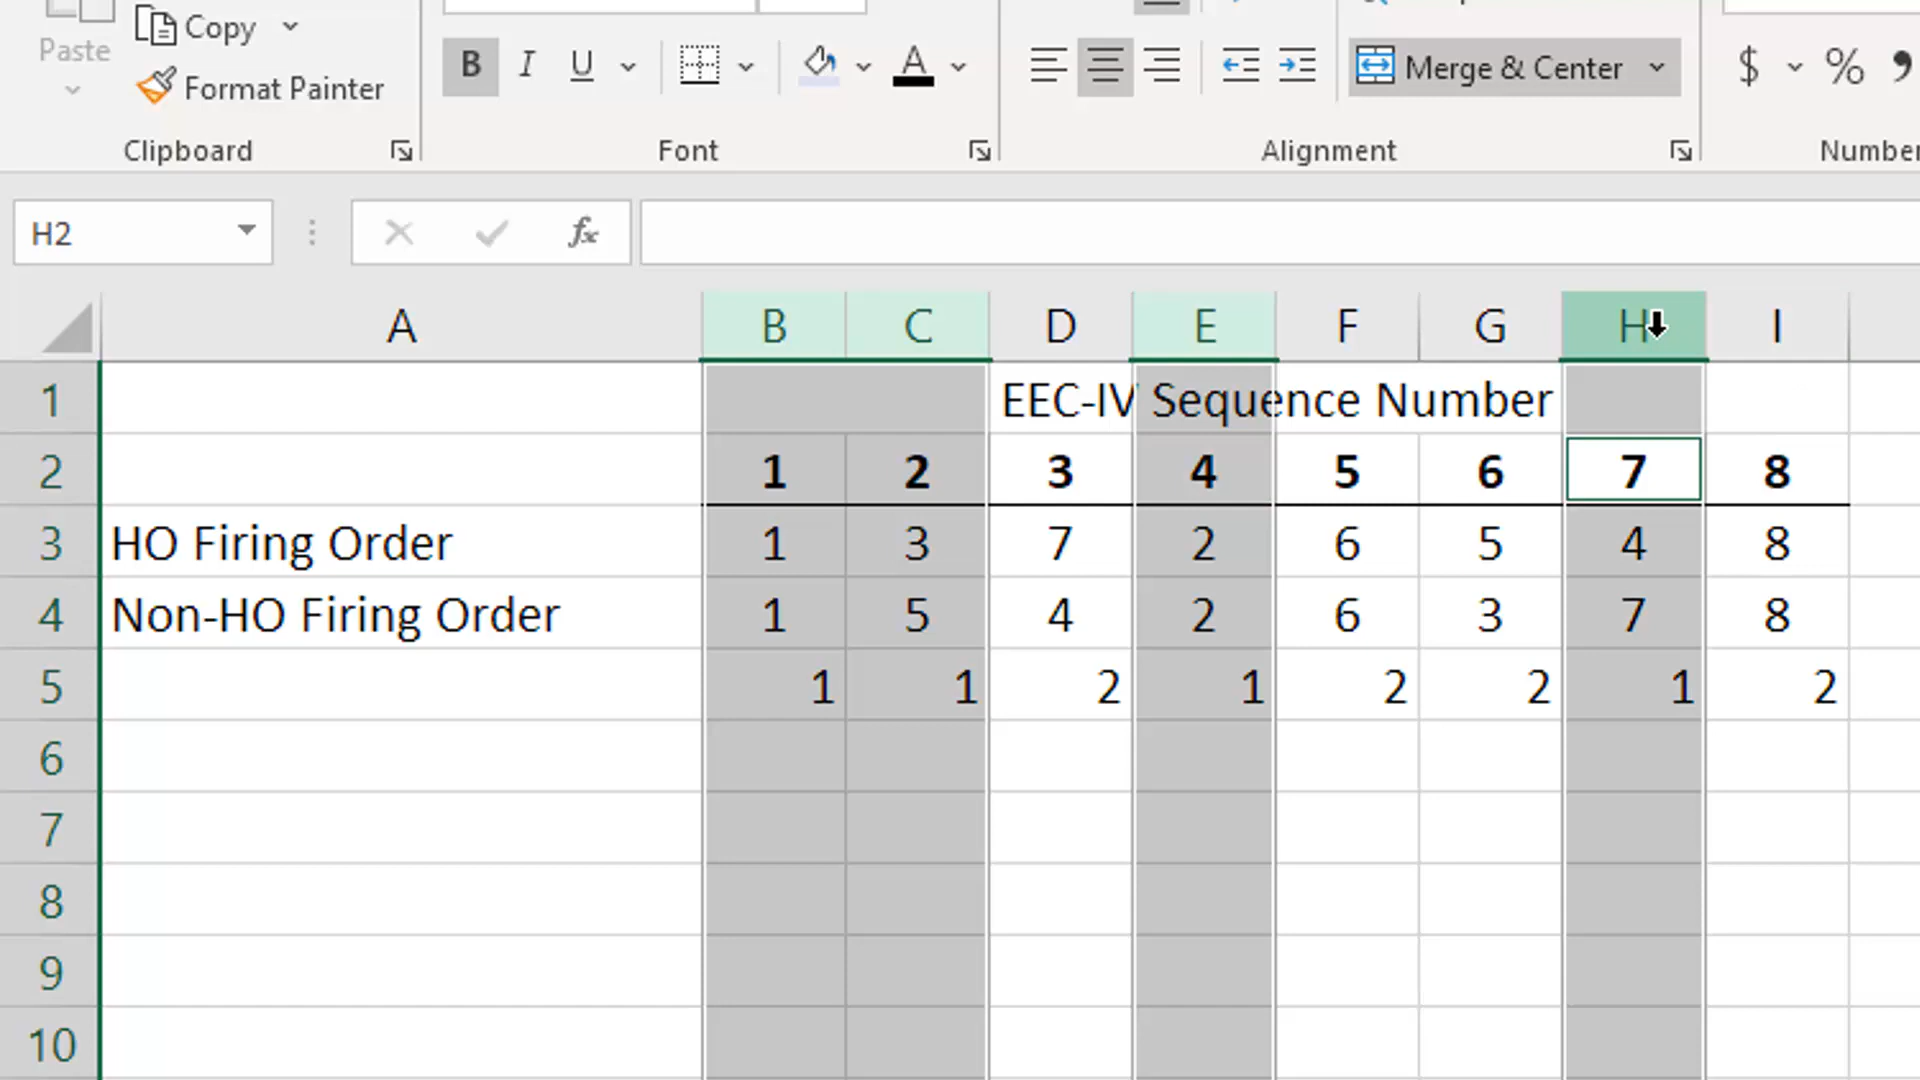 Copy
Paste
Format Painter
B I U A
Merge & Center
$ % ,
Clipboard
Font
Alignment
Number
H2
fx
A B C D E F G H I
1 EEC-IV Sequence Number
2 1 2 3 4 5 6 7 8
3 HO Firing Order 1 3 7 2 6 5 4 8
4 Non-HO Firing Order 1 5 4 2 6 3 7 8
5 1 1 2 1 2 2 1 2
6
7
8
9
10